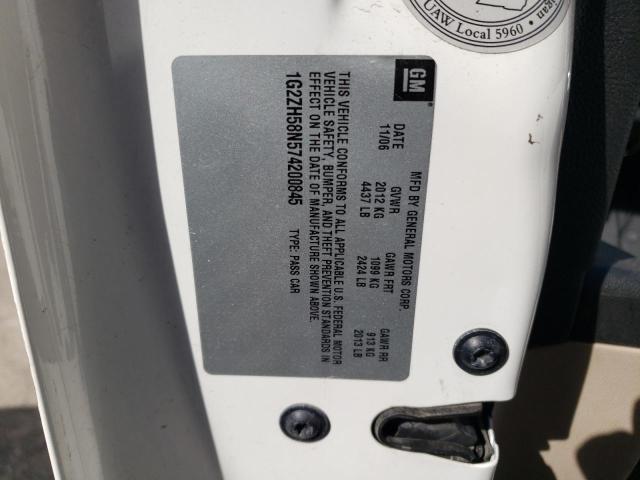 igan
UAW Local 5960
GM
MFD BY GENERAL MOTORS CORP.
DATE GVWR GAWR FRT GAWR RR
11/06 2012 KG 1099 KG 913 KG
4437 LB 2424 LB 2013 LB
THIS VEHICLE CONFORMS TO ALL APPLICABLE U.S. FEDERAL MOTOR
VEHICLE SAFETY, BUMPER, AND THEFT PREVENTION STANDARDS IN
EFFECT ON THE DATE OF MANUFACTURE SHOWN ABOVE.
1G2ZH58N574200845 TYPE: PASS CAR